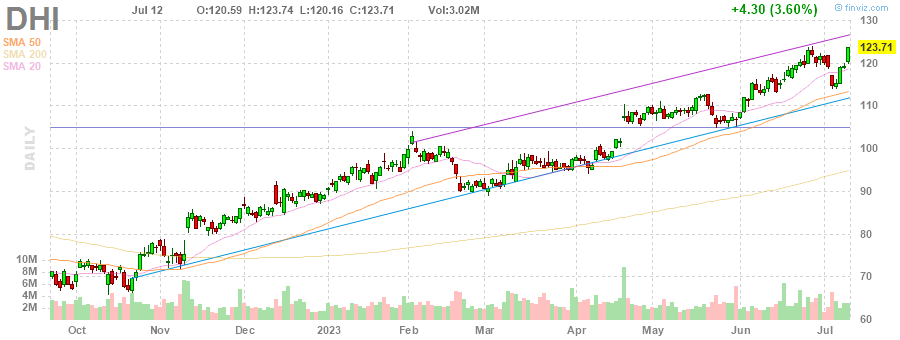 DHI Jul 12 O:120.59 H:123.74 L:120.16 C:123.71 Vol:3.02M +4.30 (3.60%) © finviz.com
SMA 50
SMA 200
SMA 20
DAILY
130
123.71
120
110
100
90
80
70
60
10M
8M
6M
4M
2M
Oct Nov Dec 2023 Feb Mar Apr May Jun Jul